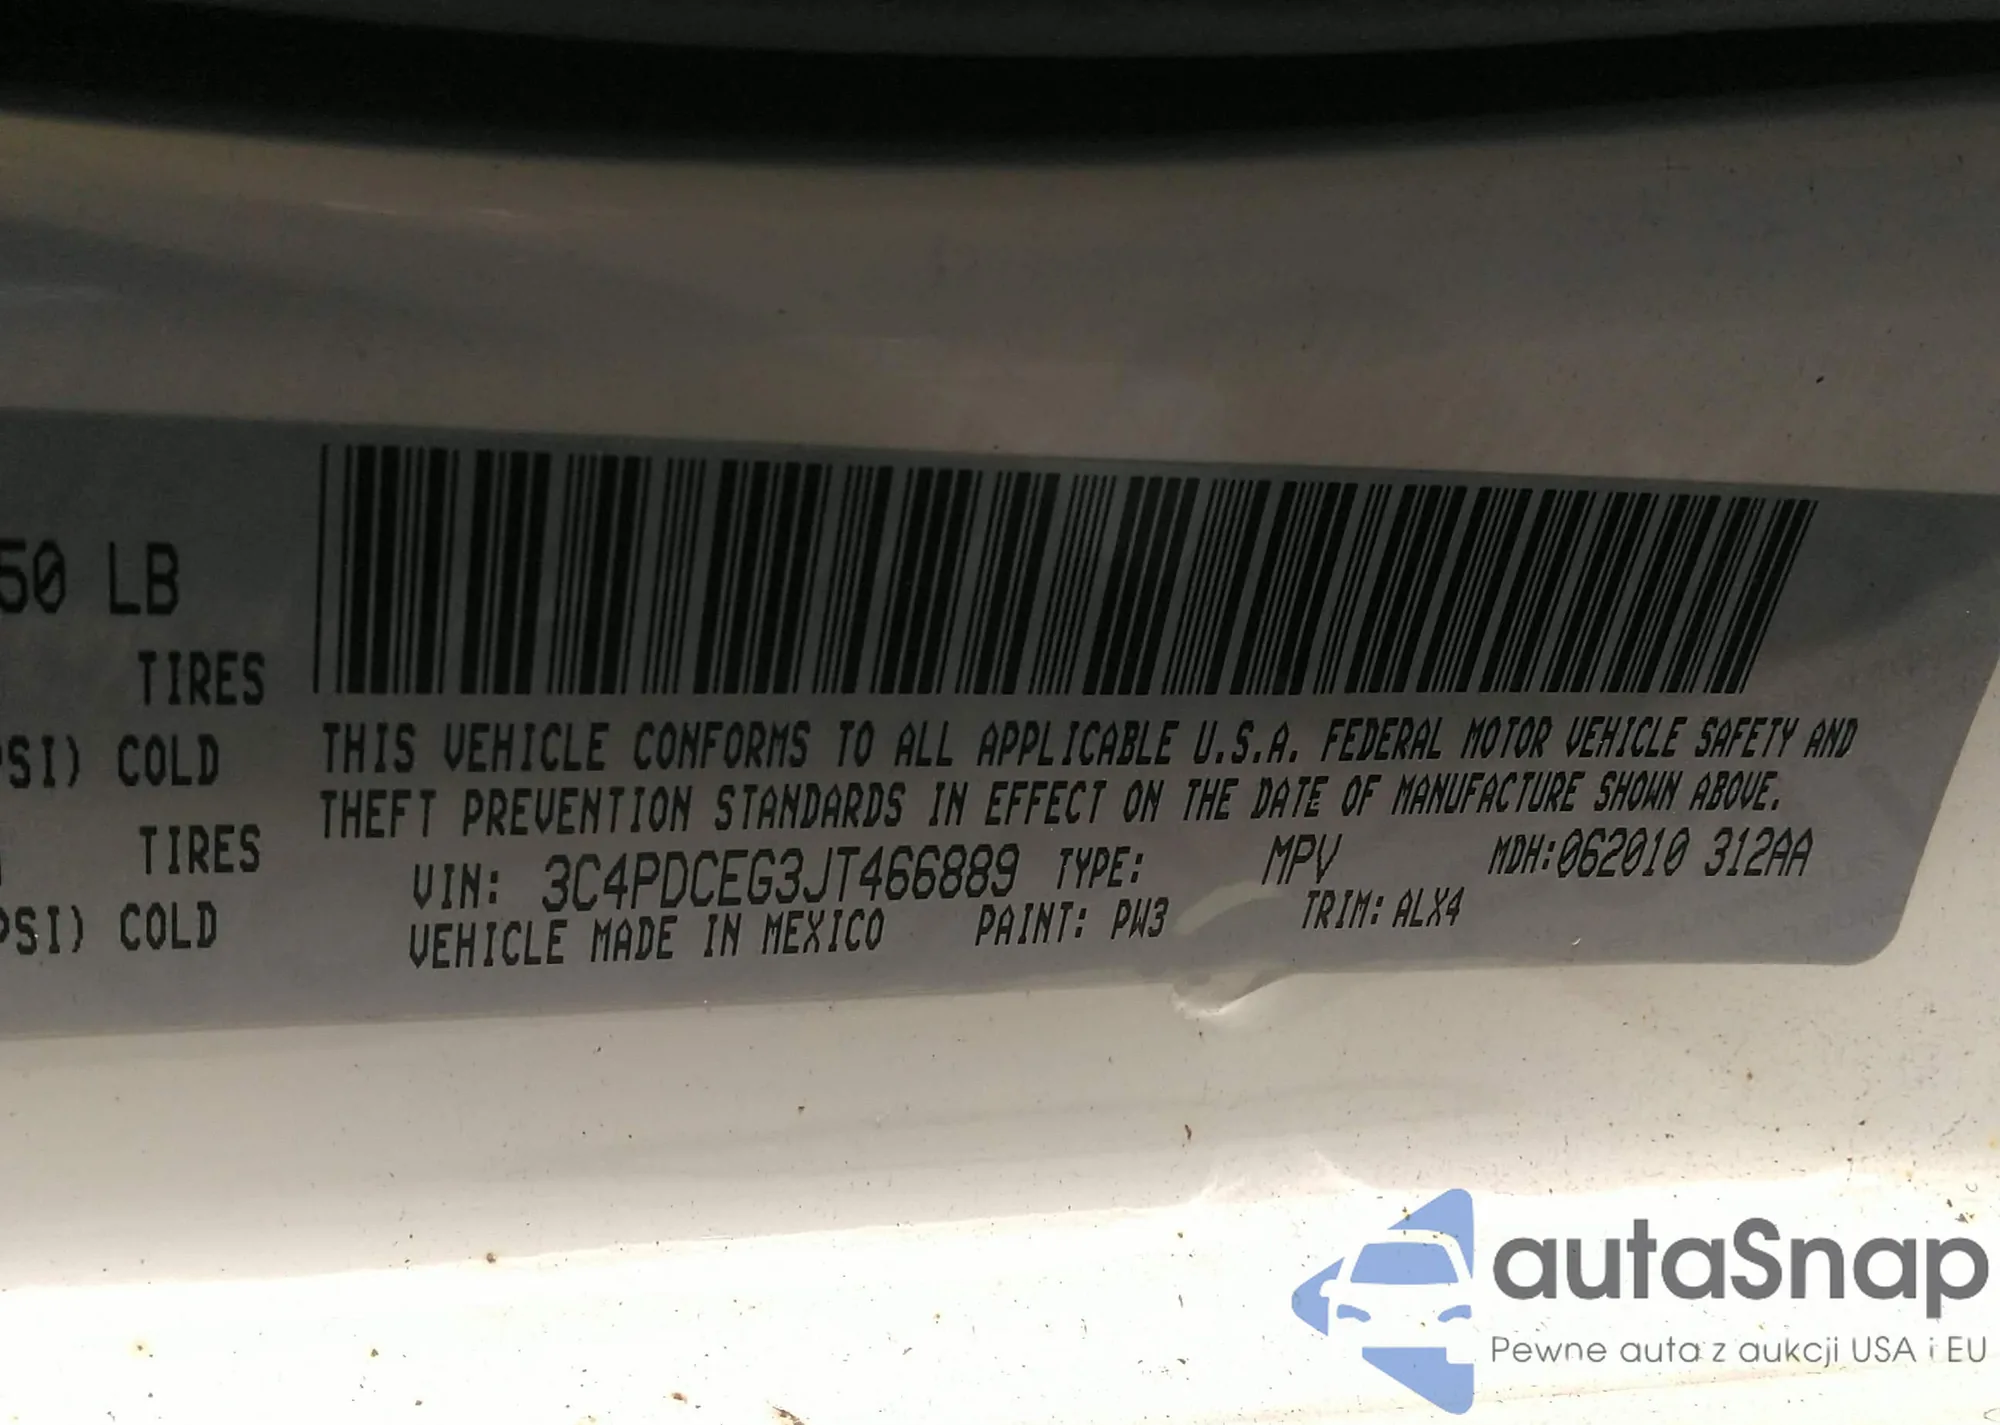 50 LB
TIRES
PSI) COLD
TIRES
PSI) COLD
THIS VEHICLE CONFORMS TO ALL APPLICABLE U.S.A. FEDERAL MOTOR VEHICLE SAFETY AND
THEFT PREVENTION STANDARDS IN EFFECT ON THE DATE OF MANUFACTURE SHOWN ABOVE.
VIN: 3C4PDCEG3JT466889 TYPE: MPV MDH:062010 312AA
VEHICLE MADE IN MEXICO PAINT: PW3 TRIM: ALX4
autaSnap
Pewne auta z aukcji USA i EU